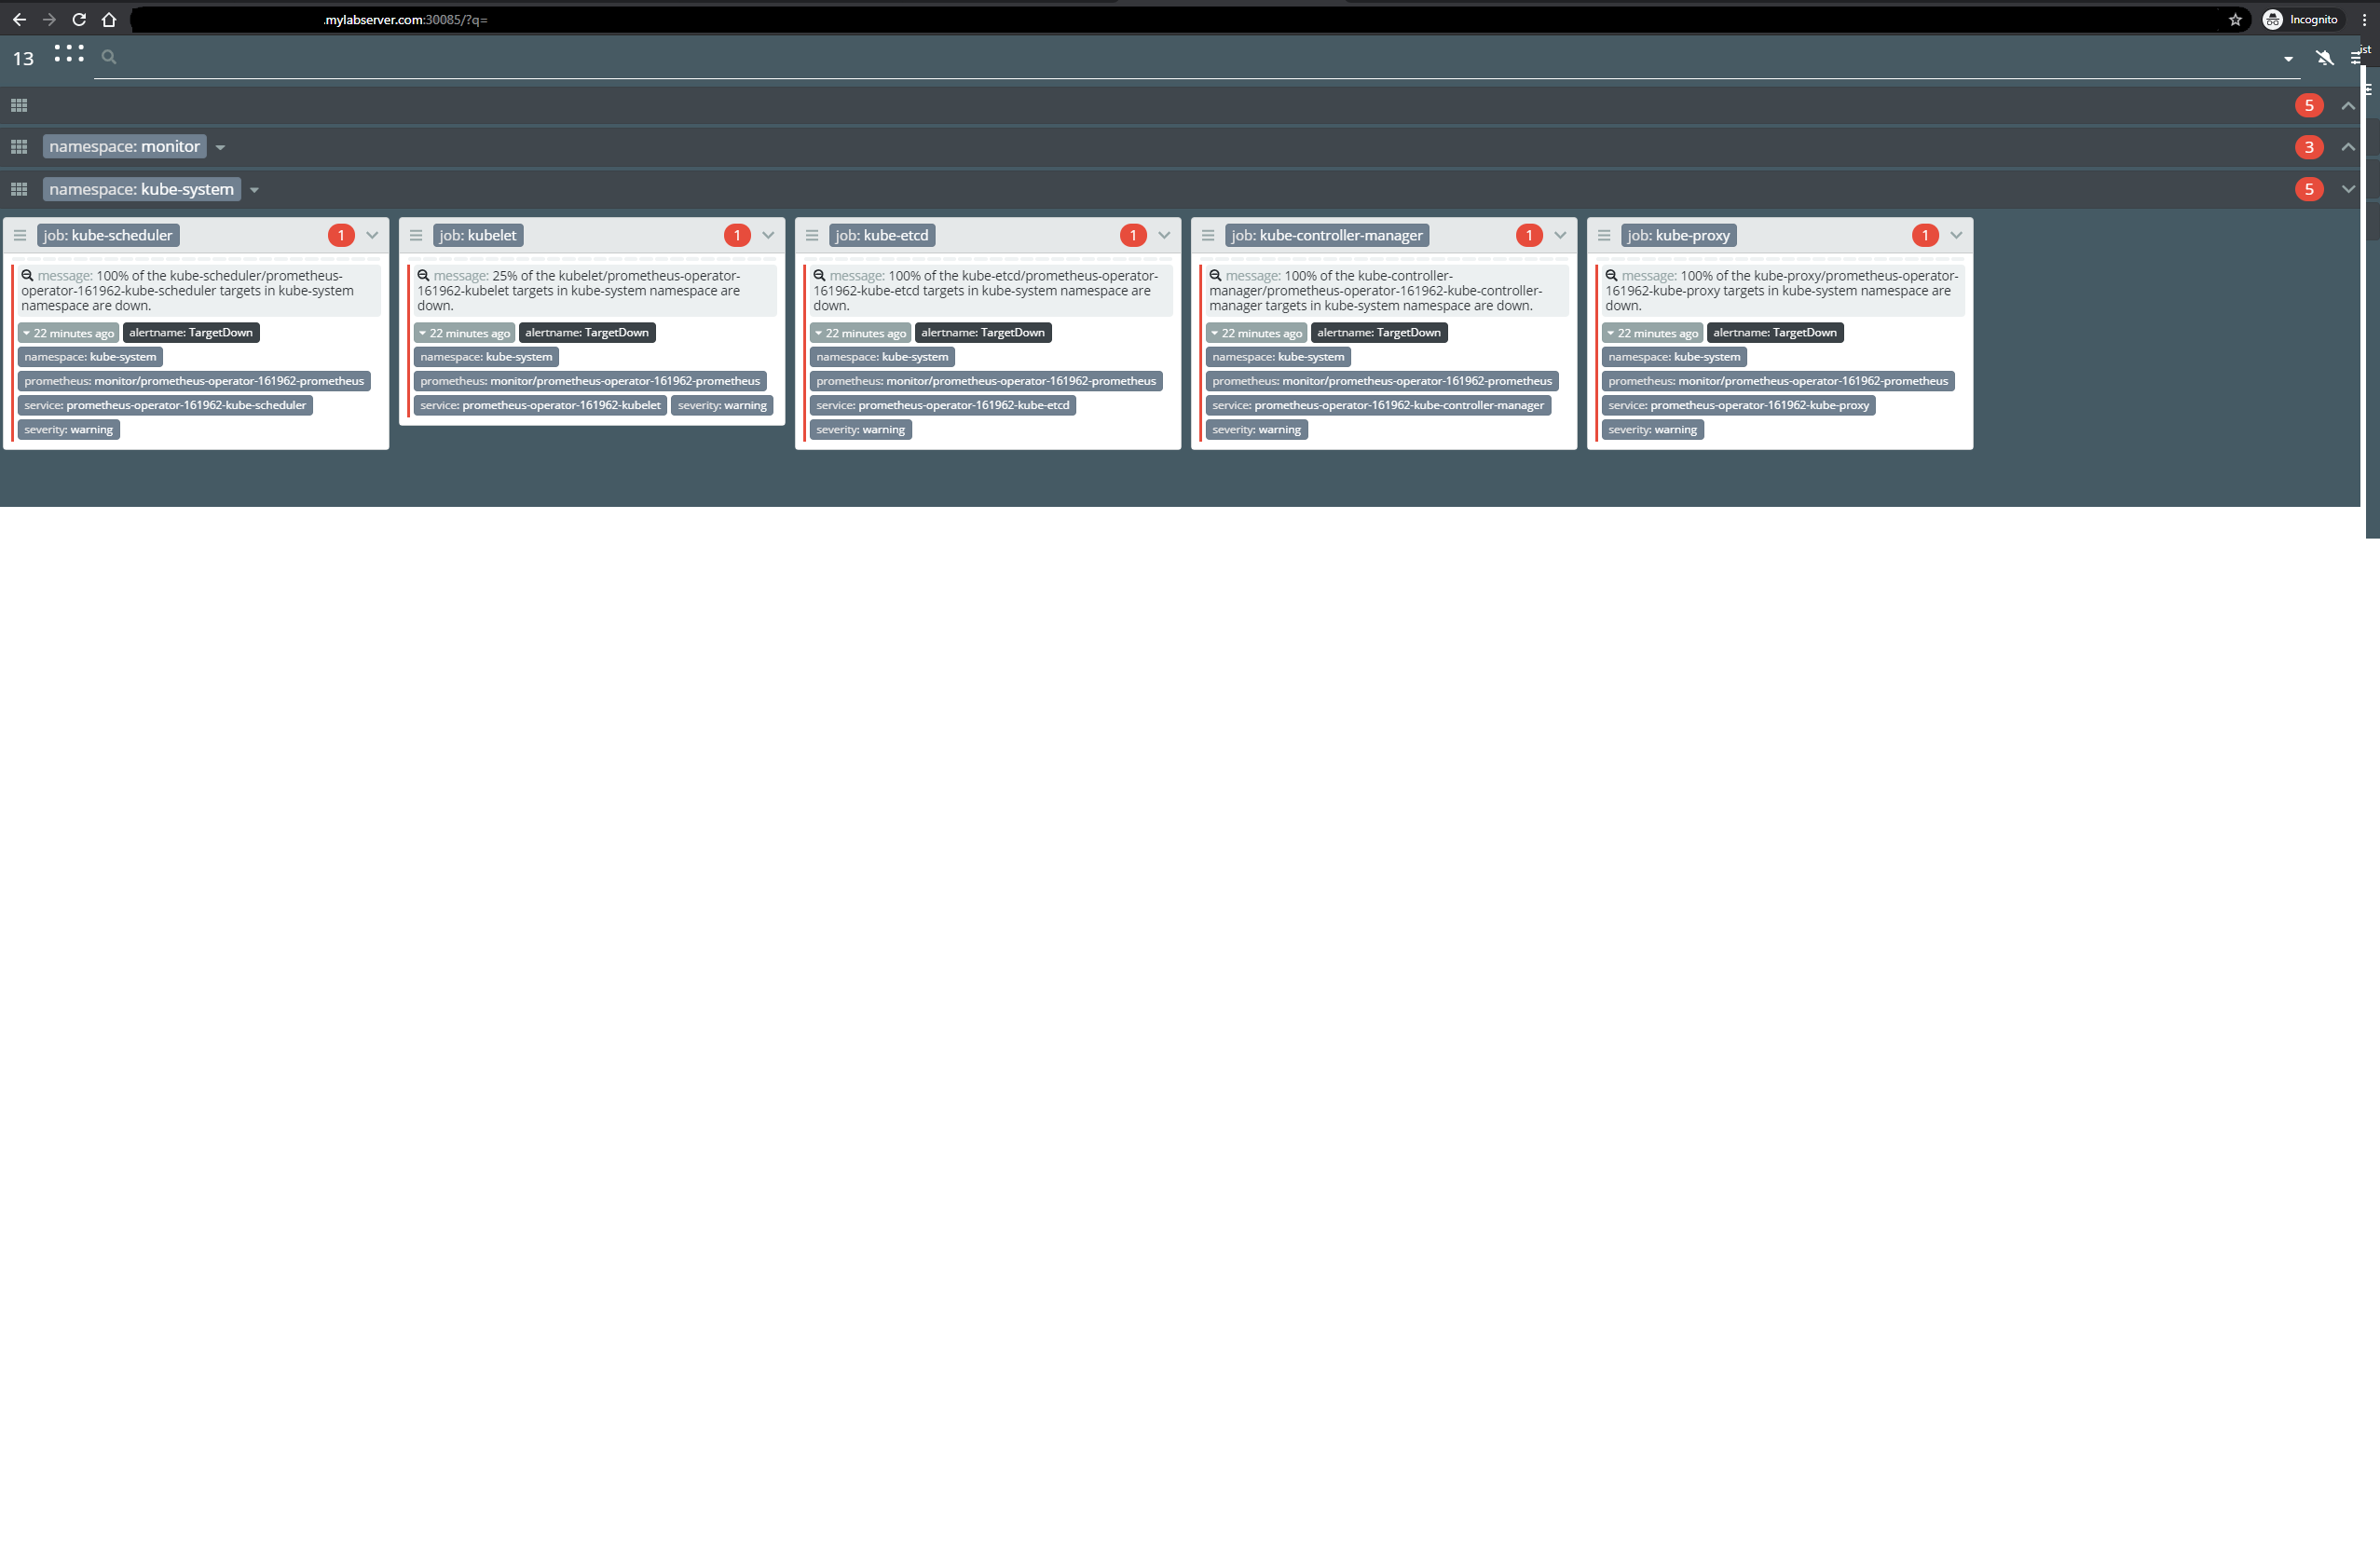 .mylabserver.com:30085/?q=
Incognito
13
ist
5
namespace: monitor
3
namespace: kube-system
5
job: kube-scheduler
1
message: 100% of the kube-scheduler/prometheus-
operator-161962-kube-scheduler targets in kube-system
namespace are down.
22 minutes ago alertname: TargetDown
namespace: kube-system
prometheus: monitor/prometheus-operator-161962-prometheus
service: prometheus-operator-161962-kube-scheduler
severity: warning
job: kubelet
1
message: 25% of the kubelet/prometheus-operator-
161962-kubelet targets in kube-system namespace are
down.
22 minutes ago alertname: TargetDown
namespace: kube-system
prometheus: monitor/prometheus-operator-161962-prometheus
service: prometheus-operator-161962-kubelet severity: warning
job: kube-etcd
1
message: 100% of the kube-etcd/prometheus-operator-
161962-kube-etcd targets in kube-system namespace are
down.
22 minutes ago alertname: TargetDown
namespace: kube-system
prometheus: monitor/prometheus-operator-161962-prometheus
service: prometheus-operator-161962-kube-etcd
severity: warning
job: kube-controller-manager
1
message: 100% of the kube-controller-
manager/prometheus-operator-161962-kube-controller-
manager targets in kube-system namespace are down.
22 minutes ago alertname: TargetDown
namespace: kube-system
prometheus: monitor/prometheus-operator-161962-prometheus
service: prometheus-operator-161962-kube-controller-manager
severity: warning
job: kube-proxy
1
message: 100% of the kube-proxy/prometheus-operator-
161962-kube-proxy targets in kube-system namespace are
down.
22 minutes ago alertname: TargetDown
namespace: kube-system
prometheus: monitor/prometheus-operator-161962-prometheus
service: prometheus-operator-161962-kube-proxy
severity: warning